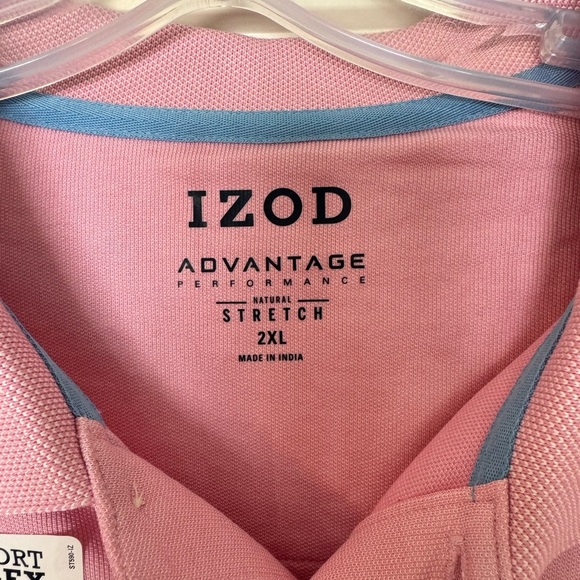 IZOD
ADVANTAGE
PERFORMANCE
NATURAL
STRETCH
2XL
MADE IN INDIA